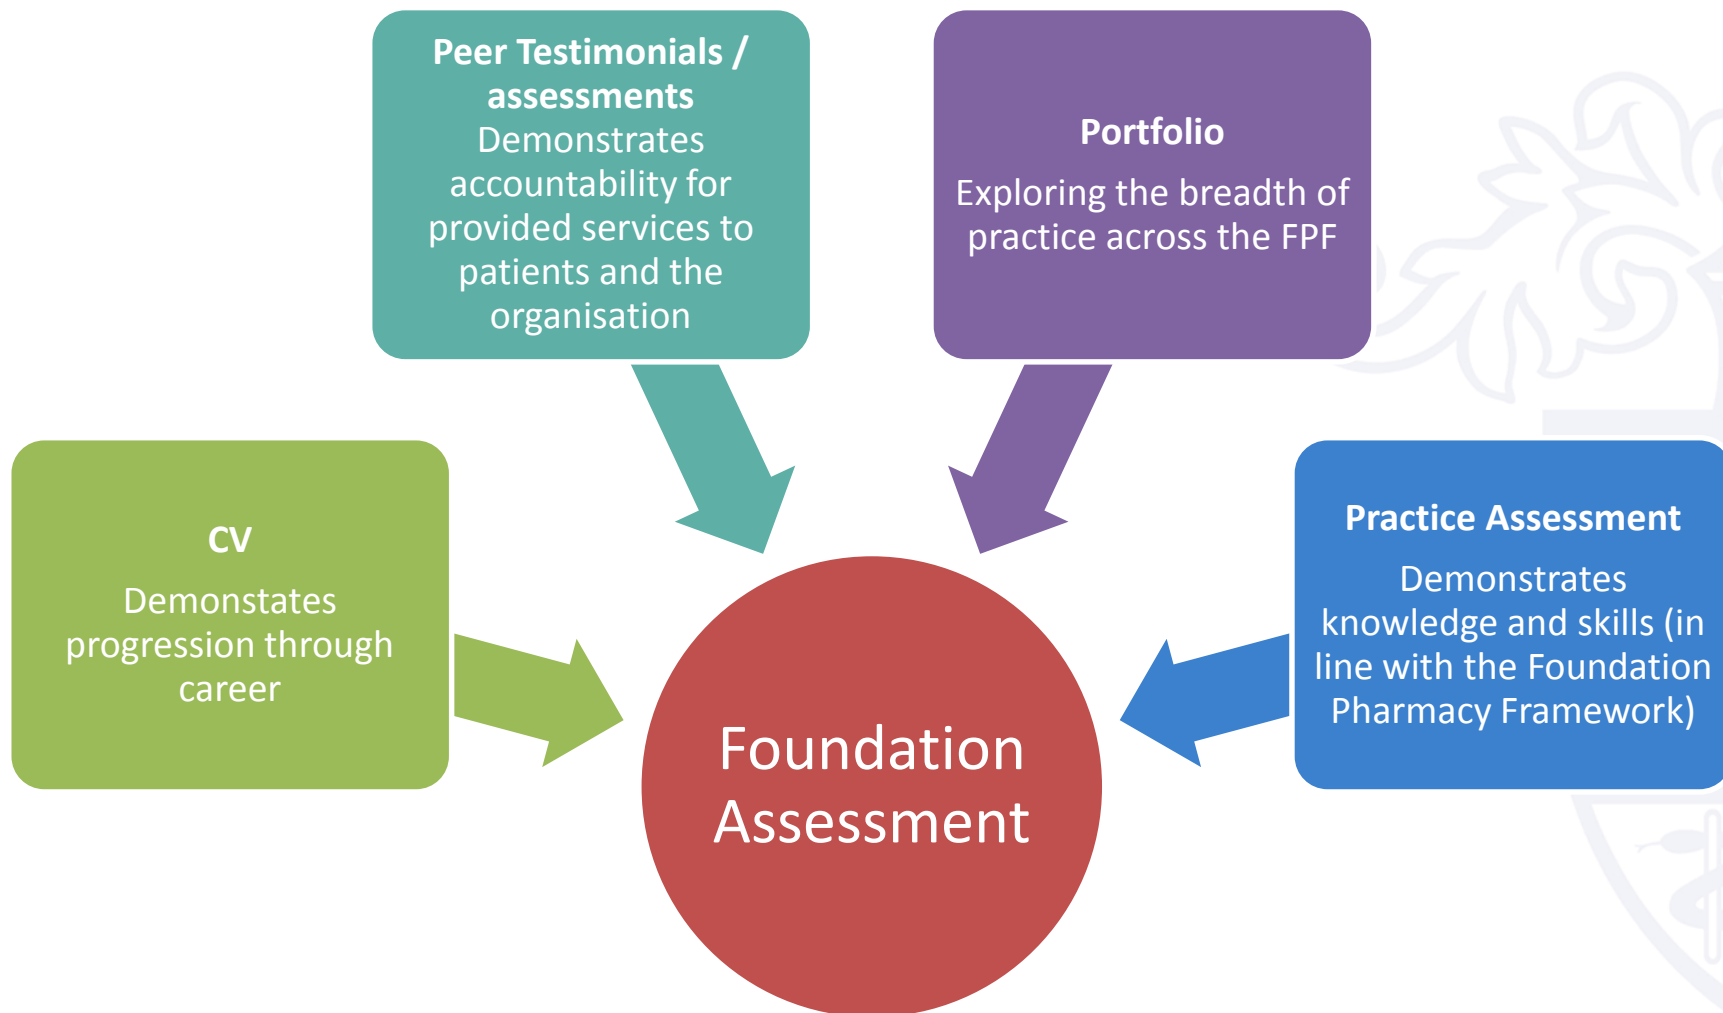 Peer Testimonials /
assessments
Demonstrates
accountability for
provided services to
patients and the
organisation
Portfolio
Exploring the breadth of
practice across the FPF
CV
Demonstates
progression through
career
Practice Assessment
Demonstrates
knowledge and skills (in
line with the Foundation
Pharmacy Framework)
Foundation
Assessment